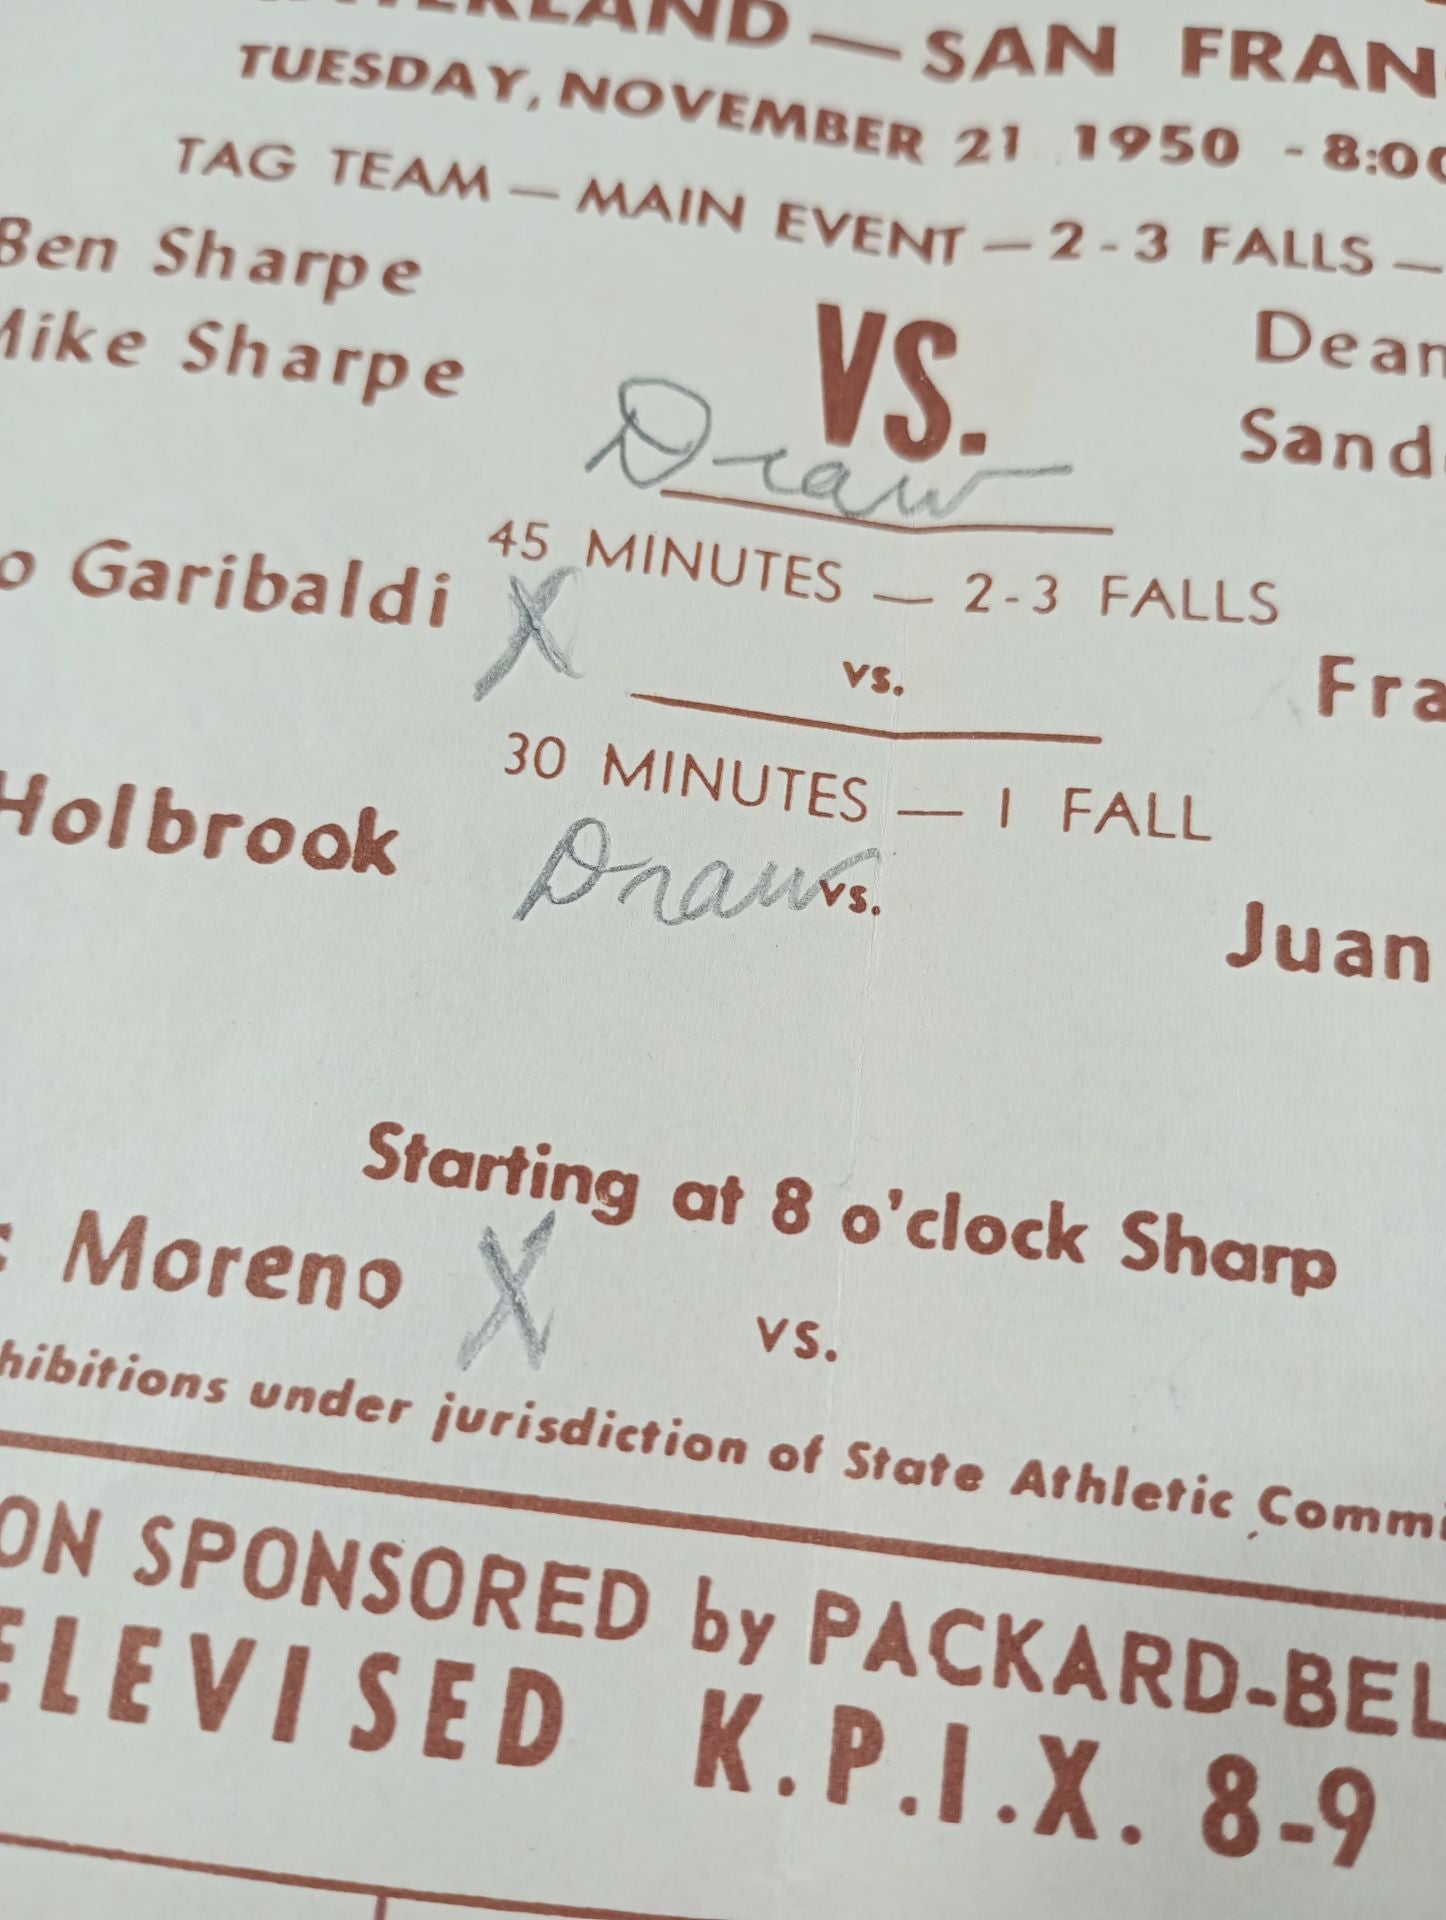 — SAN FRAN
TUESDAY, NOVEMBER 21 1950 - 8:00
TAG TEAM — MAIN EVENT — 2-3 FALLS —
Ben Sharpe
Mike Sharpe
VS.
Dean
Sand
Draw
45 MINUTES — 2-3 FALLS
o Garibaldi X vs. Fra
30 MINUTES — 1 FALL
Holbrook Draw vs. Juan
Starting at 8 o'clock Sharp
Moreno X vs.
hibitions under jurisdiction of State Athletic Commi
ON SPONSORED by PACKARD-BEL
ELEVISED K.P.I.X. 8-9